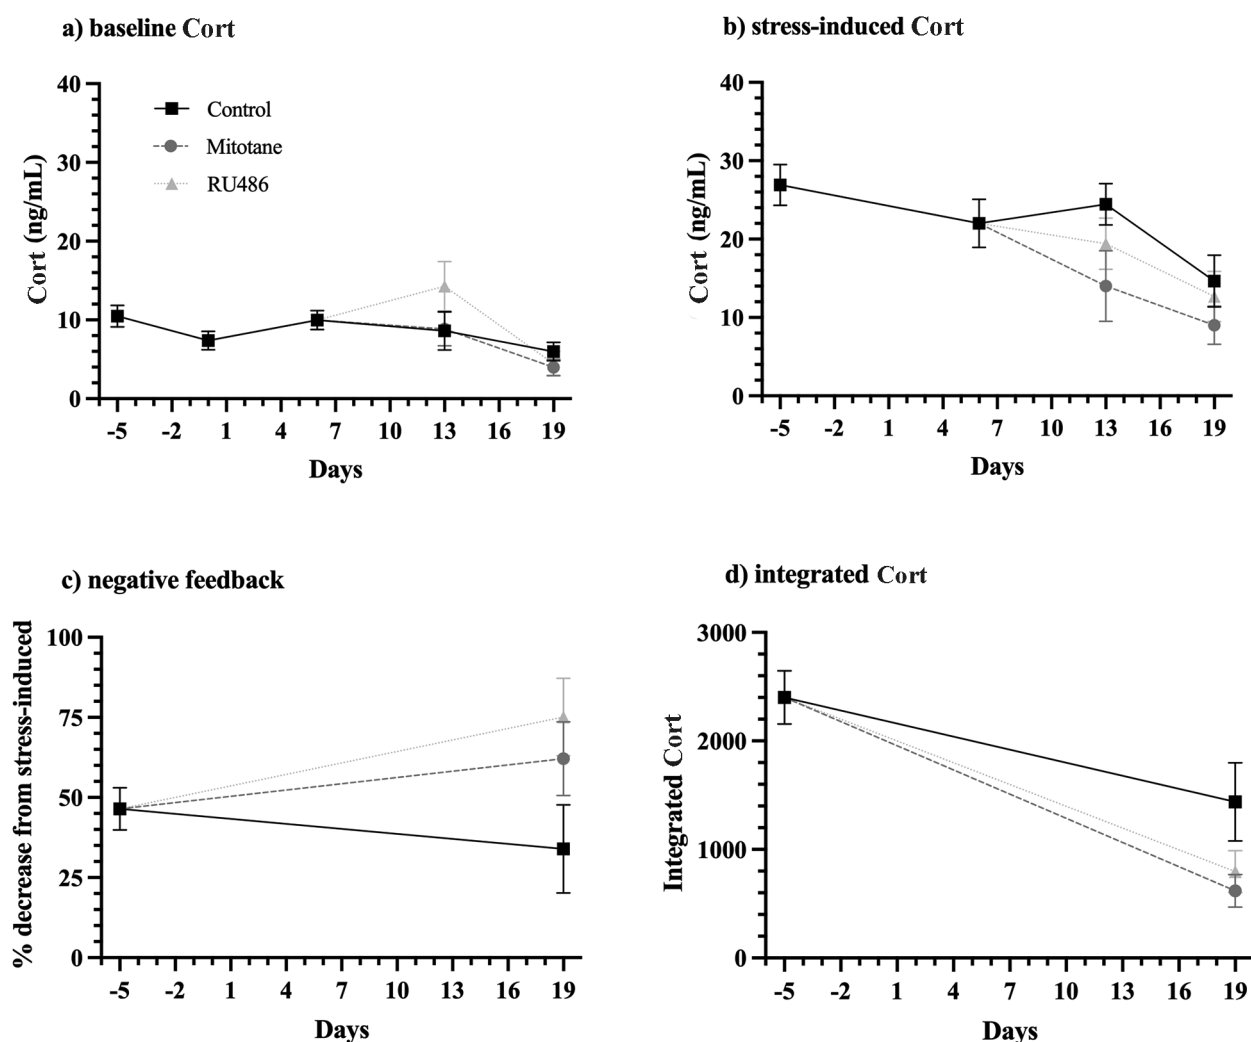 a) baseline Cort
40
30
20
10
0
Cort (ng/mL)
Control
Mitotane
RU486
-5 -2 1 4 7 10 13 16 19
Days
b) stress-induced Cort
40
30
20
10
0
Cort (ng/mL)
-5 -2 1 4 7 10 13 16 19
Days
c) negative feedback
100
75
50
25
0
% decrease from stress-induced
-5 -2 1 4 7 10 13 16 19
Days
d) integrated Cort
3000
2000
1000
0
Integrated Cort
-5 -2 1 4 7 10 13 16 19
Days